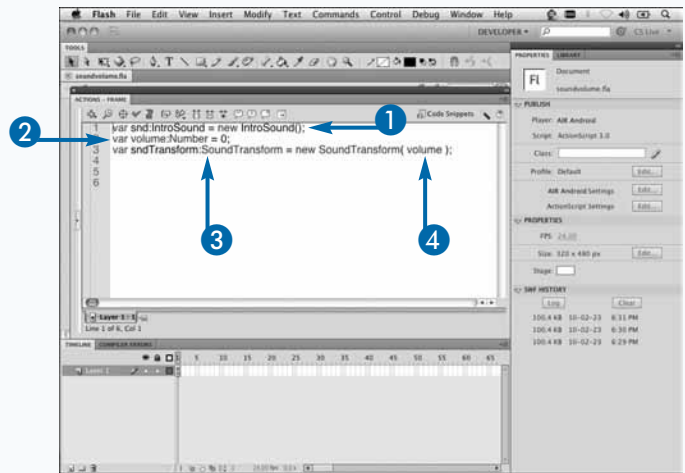 Flash File Edit View Insert Modify Text Commands Control Debug Window Help
DEVELOPER CS Live
TOOLS
soundvolume.fla
ACTIONS - FRAME
Code Snippets
1 var snd:IntroSound = new IntroSound();
2 var volume:Number = 0;
3 var sndTransform:SoundTransform = new SoundTransform( volume );
4
5
6
1
2
3
4
Layer 1 : 1
Line 1 of 6, Col 1
TIMELINE COMPILER ERRORS
5 10 15 20 25 30 35 40 45 50 55 60 65
Layer 1
1 24.00 fps 0.0 s
PROPERTIES LIBRARY
Fl
Document
soundvolume.fla
PUBLISH
Player: AIR Android
Script: ActionScript 3.0
Class:
Profile: Default Edit...
AIR Android Settings Edit...
ActionScript Settings Edit...
PROPERTIES
FPS: 24.00
Size: 320 x 480 px Edit...
Stage:
SWF HISTORY
Log Clear
100.4 KB 10-02-23 6:31 PM
100.4 KB 10-02-23 6:30 PM
100.4 KB 10-02-23 6:29 PM